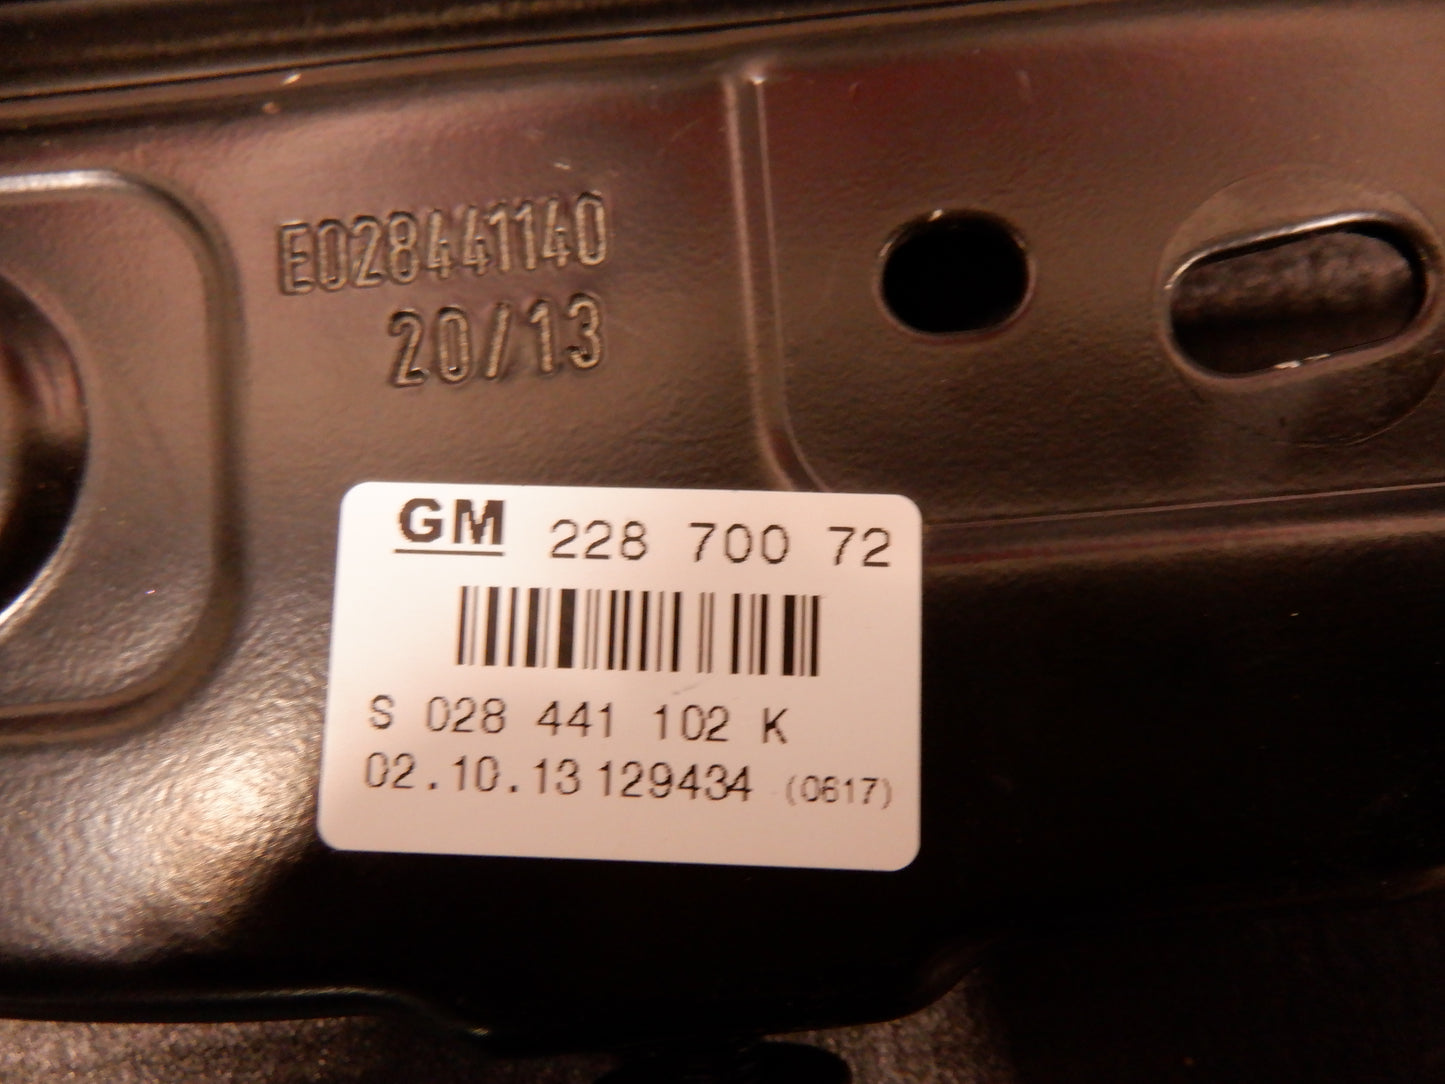 E028441140
20/13
GM 228 700 72
S 028 441 102 K
02.10.13 129434 (0617)